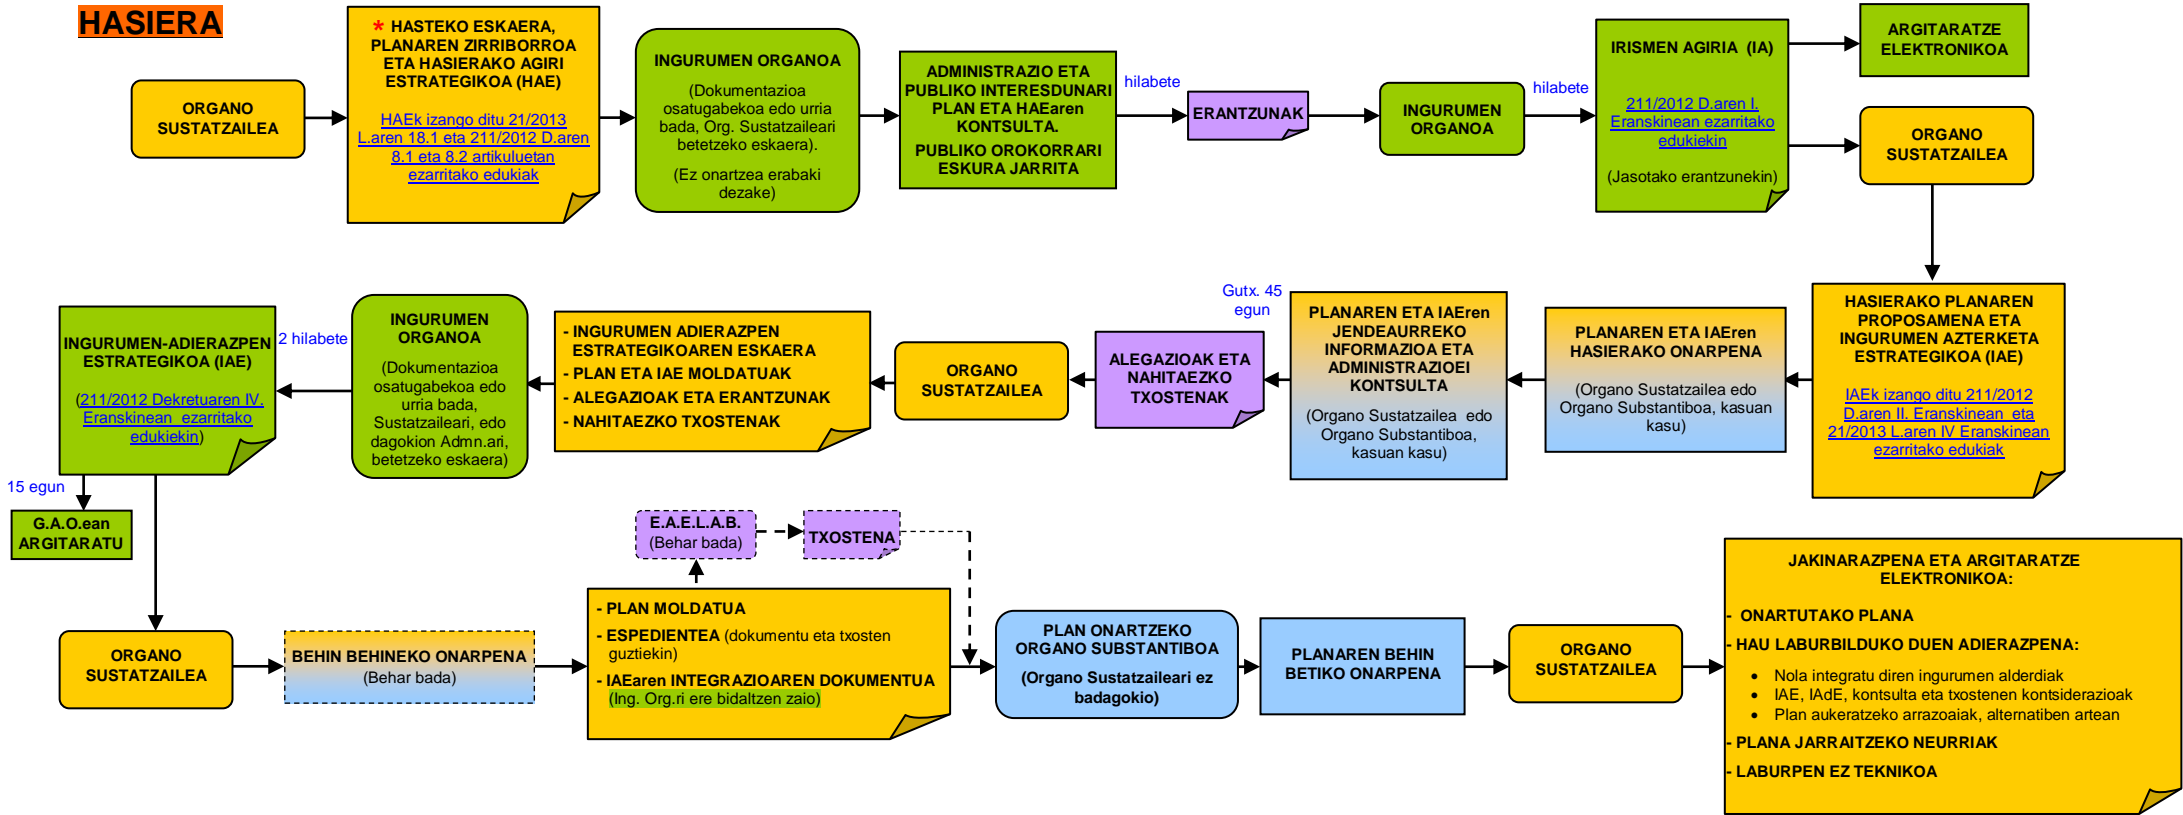 HASIERA
ORGANO
SUSTATZAILEA
* HASTEKO ESKAERA,
PLANAREN ZIRRIBORROA
ETA HASIERAKO AGIRI
ESTRATEGIKOA (HAE)
HAEk izango ditu 21/2013
L.aren 18.1 eta 211/2012 D.aren
8.1 eta 8.2 artikuluetan
ezarritako edukiak
INGURUMEN ORGANOA
(Dokumentazioa
osatugabekoa edo urria
bada, Org. Sustatzaileari
betetzeko eskaera).
(Ez onartzea erabaki
dezake)
ADMINISTRAZIO ETA
PUBLIKO INTERESDUNARI
PLAN ETA HAEaren
KONTSULTA.
PUBLIKO OROKORRARI
ESKURA JARRITA
hilabete
ERANTZUNAK
INGURUMEN
ORGANOA
hilabete
IRISMEN AGIRIA (IA)
211/2012 D.aren I.
Eranskinean ezarritako
edukiekin
(Jasotako erantzunekin)
ARGITARATZE
ELEKTRONIKOA
ORGANO
SUSTATZAILEA
HASIERAKO PLANAREN
PROPOSAMENA ETA
INGURUMEN AZTERKETA
ESTRATEGIKOA (IAE)
IAEk izango ditu 211/2012
D.aren II. Eranskinean eta
21/2013 L.aren IV Eranskinean
ezarritako edukiak
PLANAREN ETA IAEren
HASIERAKO ONARPENA
(Organo Sustatzailea edo
Organo Substantiboa, kasuan
kasu)
PLANAREN ETA IAEren
JENDEAURREKO
INFORMAZIOA ETA
ADMINISTRAZIOEI
KONTSULTA
(Organo Sustatzailea edo
Organo Substantiboa,
kasuan kasu)
Gutx. 45
egun
ALEGAZIOAK ETA
NAHITAEZKO
TXOSTENAK
ORGANO
SUSTATZAILEA
- INGURUMEN ADIERAZPEN
ESTRATEGIKOAREN ESKAERA
- PLAN ETA IAE MOLDATUAK
- ALEGAZIOAK ETA ERANTZUNAK
- NAHITAEZKO TXOSTENAK
INGURUMEN
ORGANOA
(Dokumentazioa
osatugabekoa edo
urria bada,
Sustatzaileari, edo
dagokion Admn.ari,
betetzeko eskaera)
2 hilabete
INGURUMEN-ADIERAZPEN
ESTRATEGIKOA (IAE)
(211/2012 Dekretuaren IV.
Eranskinean ezarritako
edukiekin)
15 egun
G.A.O.ean
ARGITARATU
ORGANO
SUSTATZAILEA
BEHIN BEHINEKO ONARPENA
(Behar bada)
- PLAN MOLDATUA
- ESPEDIENTEA (dokumentu eta txosten
guztiekin)
- IAEaren INTEGRAZIOAREN DOKUMENTUA
(Ing. Org.ri ere bidaltzen zaio)
E.A.E.L.A.B.
(Behar bada)
TXOSTENA
PLAN ONARTZEKO
ORGANO SUBSTANTIBOA
(Organo Sustatzaileari ez
badagokio)
PLANAREN BEHIN
BETIKO ONARPENA
ORGANO
SUSTATZAILEA
JAKINARAZPENA ETA ARGITARATZE
ELEKTRONIKOA:
- ONARTUTAKO PLANA
- HAU LABURBILDUKO DUEN ADIERAZPENA:
• Nola integratu diren ingurumen alderdiak
• IAE, IAdE, kontsulta eta txostenen kontsiderazioak
• Plan aukeratzeko arrazoaiak, alternatiben artean
- PLANA JARRAITZEKO NEURRIAK
- LABURPEN EZ TEKNIKOA